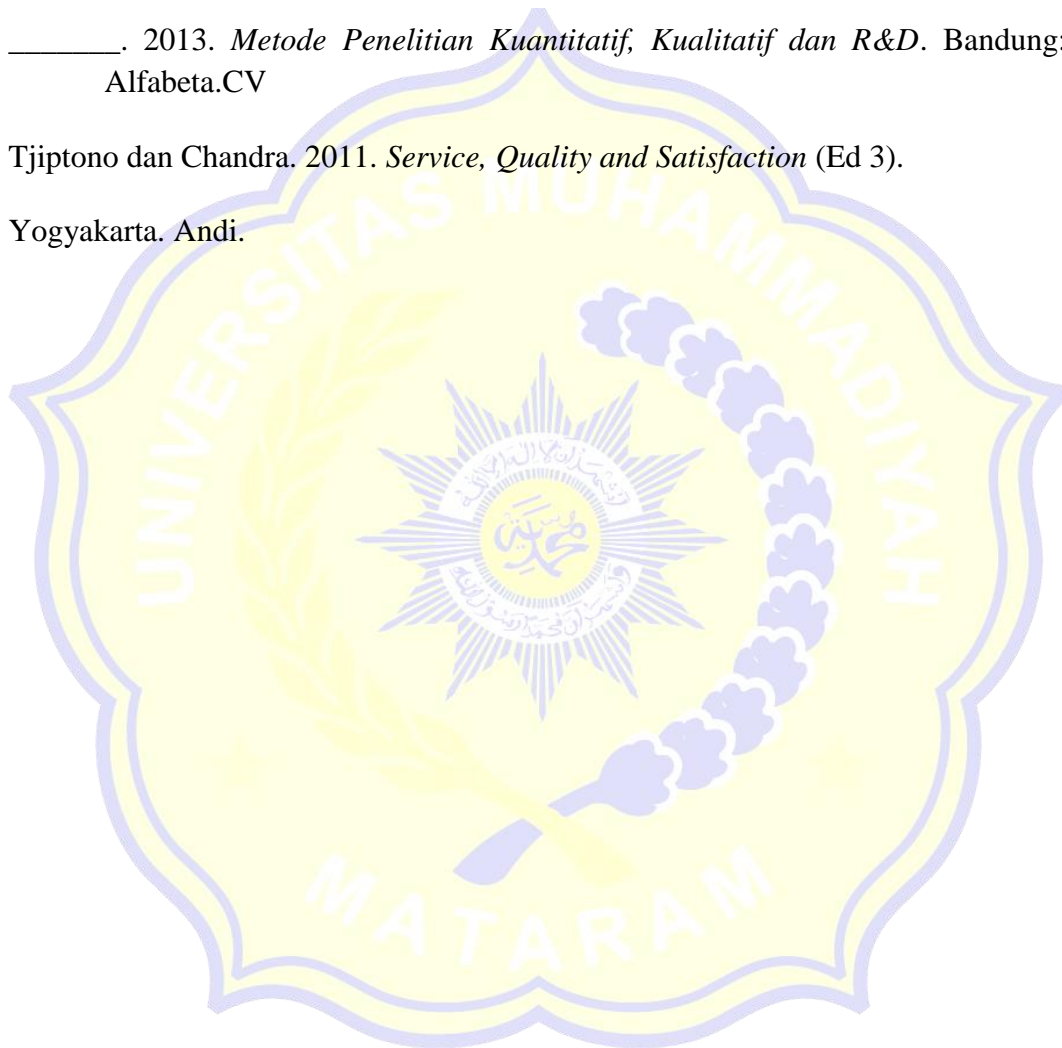 _______. 2013. Metode Penelitian Kuantitatif, Kualitatif dan R&D. Bandung:
Alfabeta.CV
Tjiptono dan Chandra. 2011. Service, Quality and Satisfaction (Ed 3).
Yogyakarta. Andi.
UNIVERSITAS MUHAMMADIYAH
MATARAM